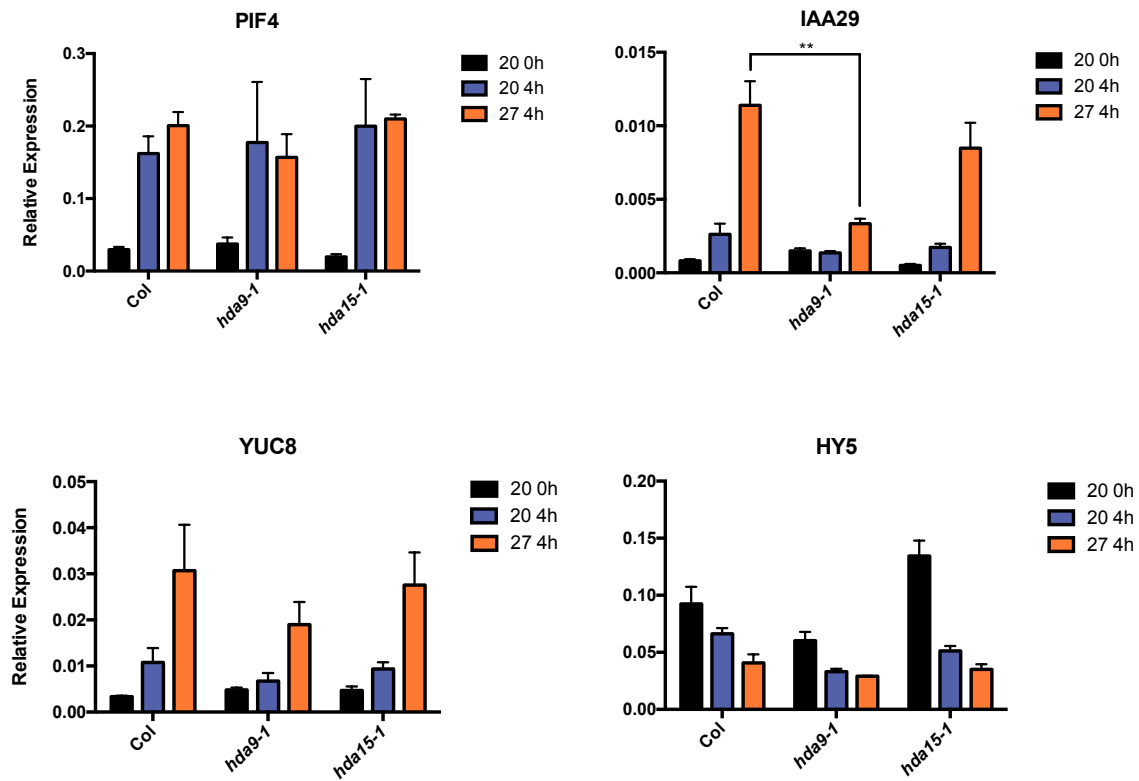 PIF4
Relative Expression
0.3
0.2
0.1
0.0
Col
hda9-1
hda15-1
20 0h
20 4h
27 4h
IAA29
**
0.015
0.010
0.005
0.000
Col
hda9-1
hda15-1
20 0h
20 4h
27 4h
YUC8
Relative Expression
0.05
0.04
0.03
0.02
0.01
0.00
Col
hda9-1
hda15-1
20 0h
20 4h
27 4h
HY5
0.20
0.15
0.10
0.05
0.00
Col
hda9-1
hda15-1
20 0h
20 4h
27 4h